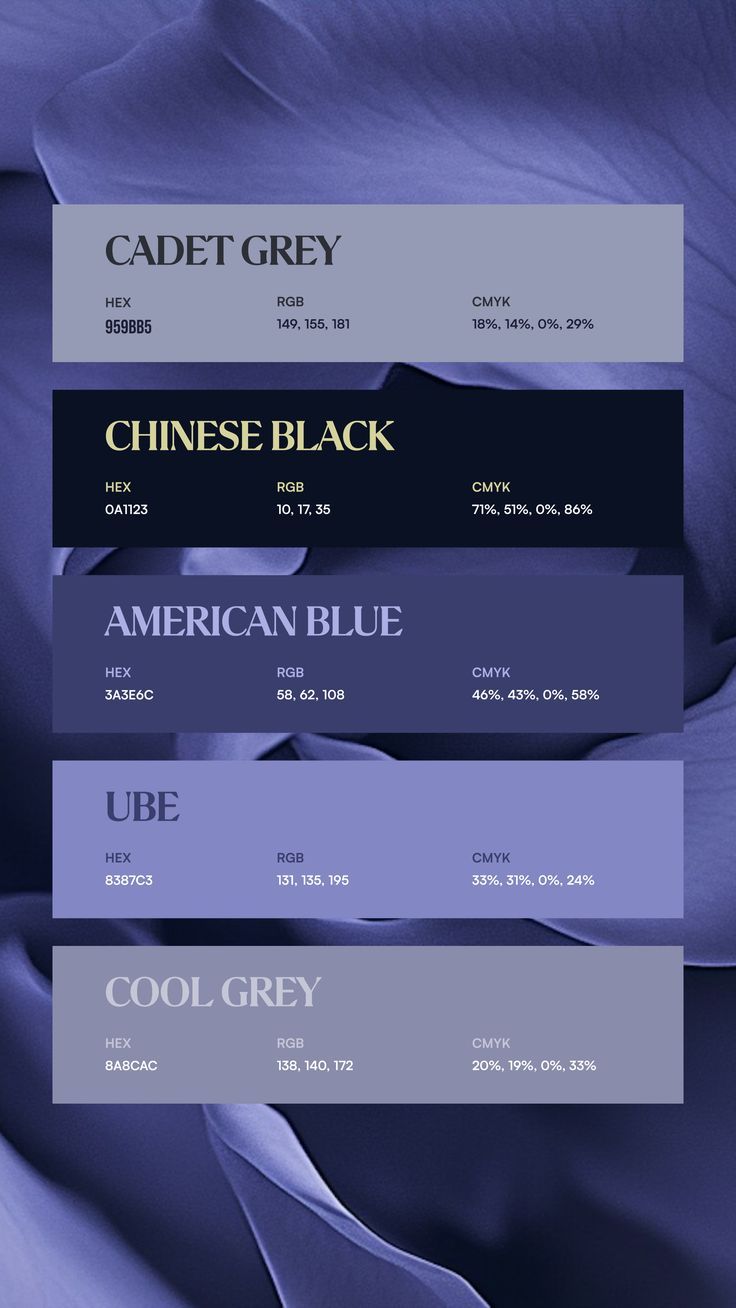 CADET GREY
HEX RGB CMYK
959BB5 149, 155, 181 18%, 14%, 0%, 29%
CHINESE BLACK
HEX RGB CMYK
0A1123 10, 17, 35 71%, 51%, 0%, 86%
AMERICAN BLUE
HEX RGB CMYK
3A3E6C 58, 62, 108 46%, 43%, 0%, 58%
UBE
HEX RGB CMYK
8387C3 131, 135, 195 33%, 31%, 0%, 24%
COOL GREY
HEX RGB CMYK
8A8CAC 138, 140, 172 20%, 19%, 0%, 33%